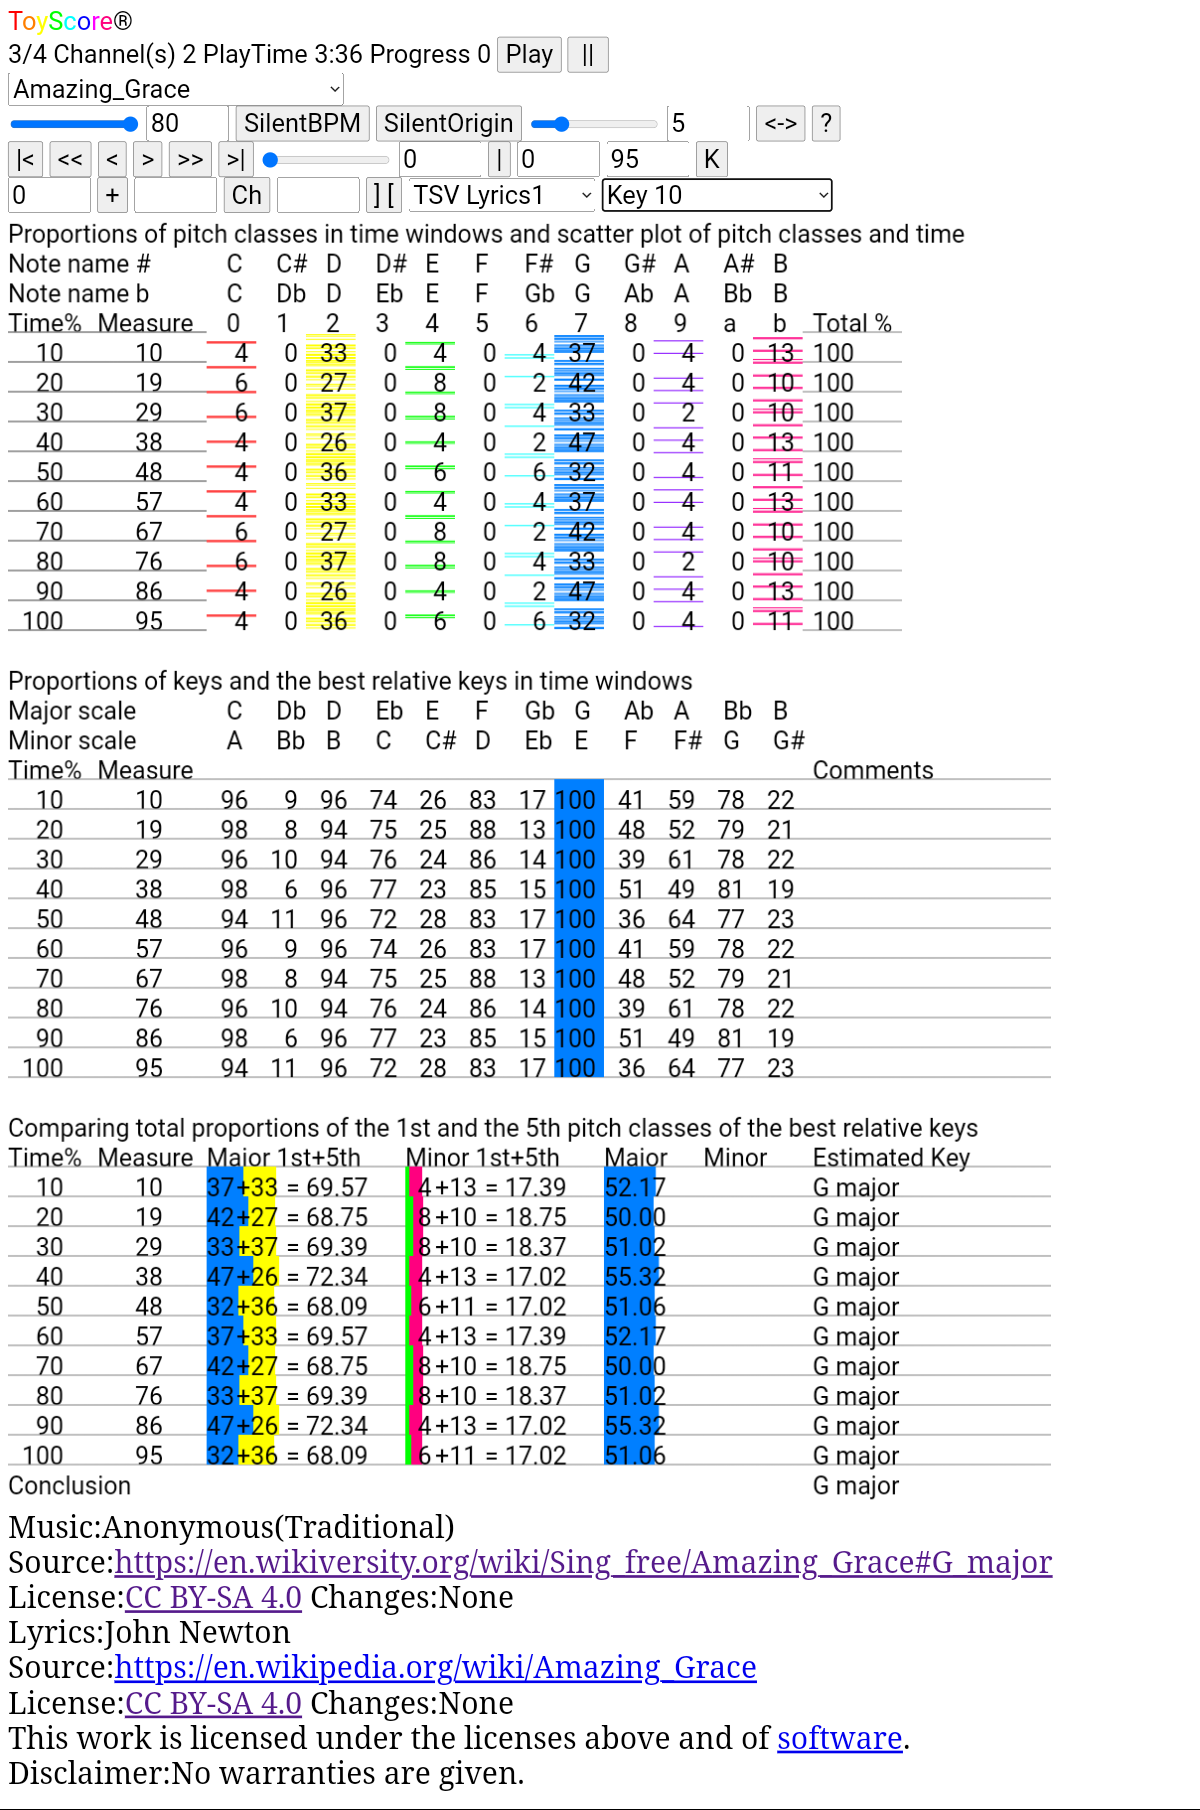 ToyScore®
3/4 Channel(s) 2 PlayTime 3:36 Progress 0 Play ||
Amazing_Grace
80 SilentBPM SilentOrigin 5 <-> ?
|< << < > >> >| 0 | 0 95 K
0 + Ch ] [ TSV Lyrics1 Key 10
Proportions of pitch classes in time windows and scatter plot of pitch classes and time
Note name # C C# D D# E F F# G G# A A# B
Note name b C Db D Eb E F Gb G Ab A Bb B
Time% Measure 0 1 2 3 4 5 6 7 8 9 a b Total %
10 10 4 0 33 0 4 0 4 37 0 4 0 13 100
20 19 6 0 27 0 8 0 2 42 0 4 0 10 100
30 29 6 0 37 0 8 0 4 33 0 2 0 10 100
40 38 4 0 26 0 4 0 2 47 0 4 0 13 100
50 48 4 0 36 0 6 0 6 32 0 4 0 11 100
60 57 4 0 33 0 4 0 4 37 0 4 0 13 100
70 67 6 0 27 0 8 0 2 42 0 4 0 10 100
80 76 6 0 37 0 8 0 4 33 0 2 0 10 100
90 86 4 0 26 0 4 0 2 47 0 4 0 13 100
100 95 4 0 36 0 6 0 6 32 0 4 0 11 100
Proportions of keys and the best relative keys in time windows
Major scale C Db D Eb E F Gb G Ab A Bb B
Minor scale A Bb B C C# D Eb E F F# G G#
Time% Measure Comments
10 10 96 9 96 74 26 83 17 100 41 59 78 22
20 19 98 8 94 75 25 88 13 100 48 52 79 21
30 29 96 10 94 76 24 86 14 100 39 61 78 22
40 38 98 6 96 77 23 85 15 100 51 49 81 19
50 48 94 11 96 72 28 83 17 100 36 64 77 23
60 57 96 9 96 74 26 83 17 100 41 59 78 22
70 67 98 8 94 75 25 88 13 100 48 52 79 21
80 76 96 10 94 76 24 86 14 100 39 61 78 22
90 86 98 6 96 77 23 85 15 100 51 49 81 19
100 95 94 11 96 72 28 83 17 100 36 64 77 23
Comparing total proportions of the 1st and the 5th pitch classes of the best relative keys
Time% Measure Major 1st+5th Minor 1st+5th Major Minor Estimated Key
10 10 37+33 = 69.57 4+13 = 17.39 52.17 G major
20 19 42+27 = 68.75 8+10 = 18.75 50.00 G major
30 29 33+37 = 69.39 8+10 = 18.37 51.02 G major
40 38 47+26 = 72.34 4+13 = 17.02 55.32 G major
50 48 32+36 = 68.09 6+11 = 17.02 51.06 G major
60 57 37+33 = 69.57 4+13 = 17.39 52.17 G major
70 67 42+27 = 68.75 8+10 = 18.75 50.00 G major
80 76 33+37 = 69.39 8+10 = 18.37 51.02 G major
90 86 47+26 = 72.34 4+13 = 17.02 55.32 G major
100 95 32+36 = 68.09 6+11 = 17.02 51.06 G major
Conclusion G major
Music:Anonymous(Traditional)
Source:https://en.wikiversity.org/wiki/Sing_free/Amazing_Grace#G_major
License:CC BY-SA 4.0 Changes:None
Lyrics:John Newton
Source:https://en.wikipedia.org/wiki/Amazing_Grace
License:CC BY-SA 4.0 Changes:None
This work is licensed under the licenses above and of software.
Disclaimer:No warranties are given.